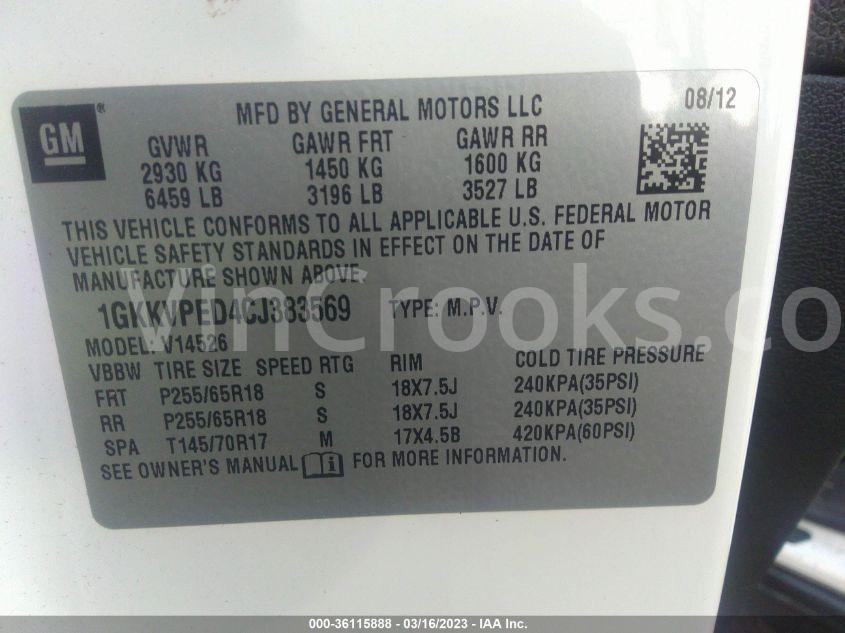 GM ®
MFD BY GENERAL MOTORS LLC 08/12
GVWR GAWR FRT GAWR RR
2930 KG 1450 KG 1600 KG
6459 LB 3196 LB 3527 LB
THIS VEHICLE CONFORMS TO ALL APPLICABLE U.S. FEDERAL MOTOR
VEHICLE SAFETY STANDARDS IN EFFECT ON THE DATE OF
MANUFACTURE SHOWN ABOVE.
VinCrooks.com
1GKKVPED4CJ383569 TYPE: M.P.V.
MODEL: V14526
VBBW TIRE SIZE SPEED RTG RIM COLD TIRE PRESSURE
FRT P255/65R18 S 18X7.5J 240KPA(35PSI)
RR P255/65R18 S 18X7.5J 240KPA(35PSI)
SPA T145/70R17 M 17X4.5B 420KPA(60PSI)
SEE OWNER'S MANUAL FOR MORE INFORMATION.
000-36115888 - 03/16/2023 - IAA Inc.